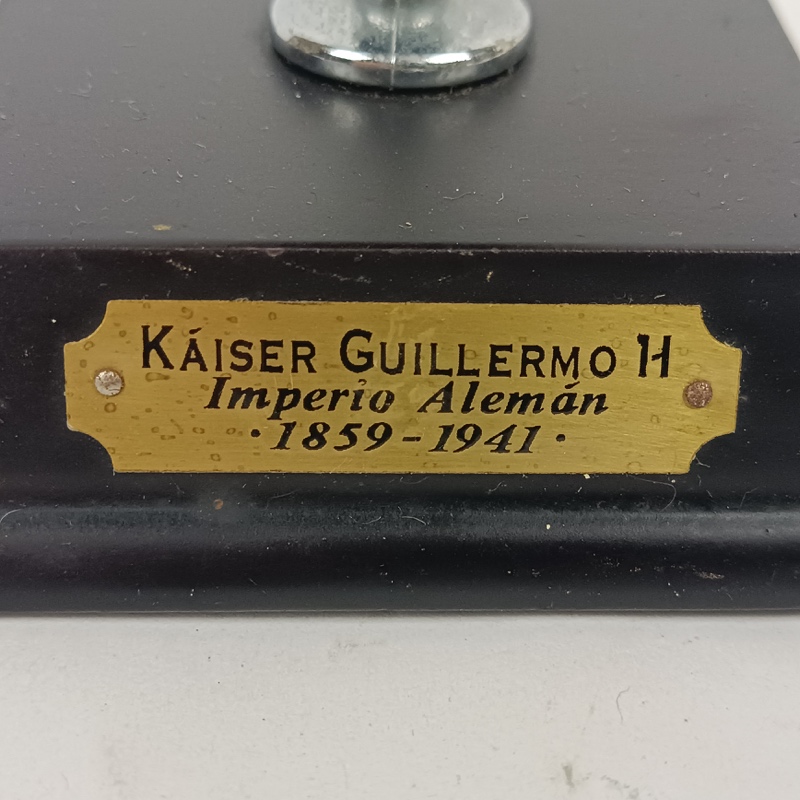 KÁISER GUILLERMO II
Imperio Alemán
·1859-1941·